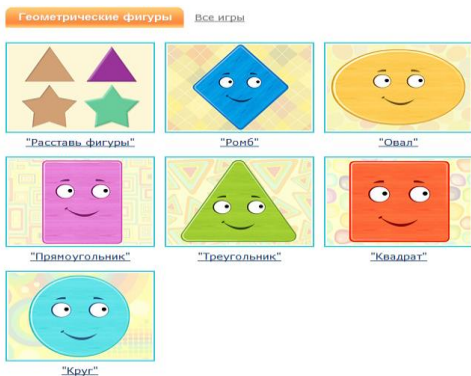 Геометрические фигуры Все игры
"Расставь фигуры" "Ромб" "Овал"
"Прямоугольник" "Треугольник" "Квадрат"
"Круг"